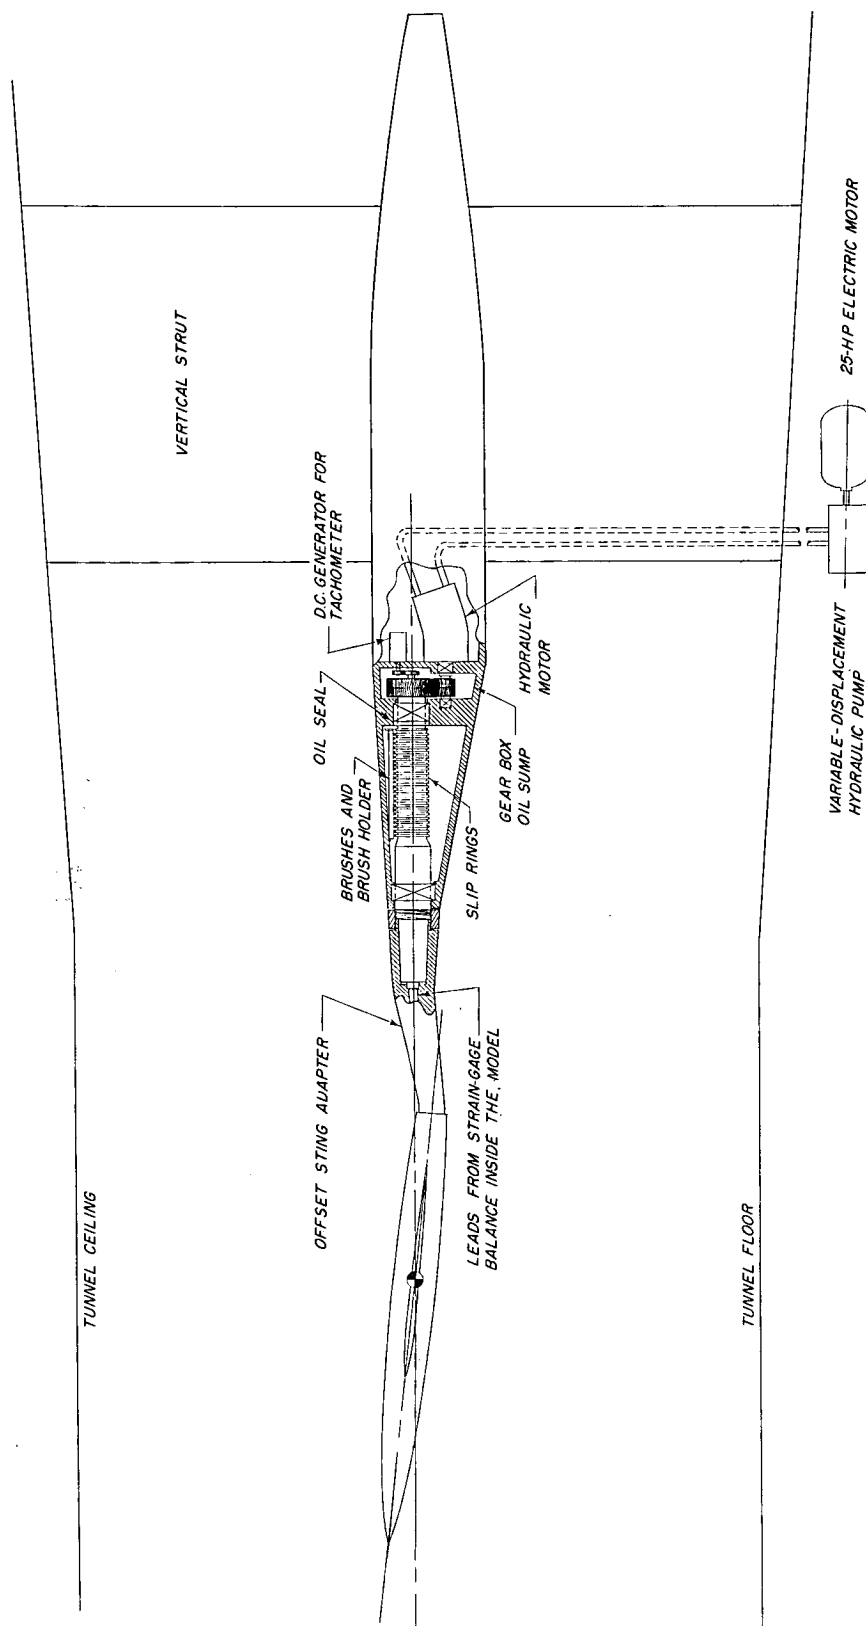 TUNNEL CEILING
VERTICAL STRUT
OFFSET STING ADAPTER
BRUSHES AND
BRUSH HOLDER
OIL SEAL
D.C. GENERATOR FOR
TACHOMETER
LEADS FROM STRAIN-GAGE
BALANCE INSIDE THE MODEL
SLIP RINGS
GEAR BOX
OIL SUMP
HYDRAULIC
MOTOR
TUNNEL FLOOR
VARIABLE-DISPLACEMENT
HYDRAULIC PUMP
25-HP ELECTRIC MOTOR